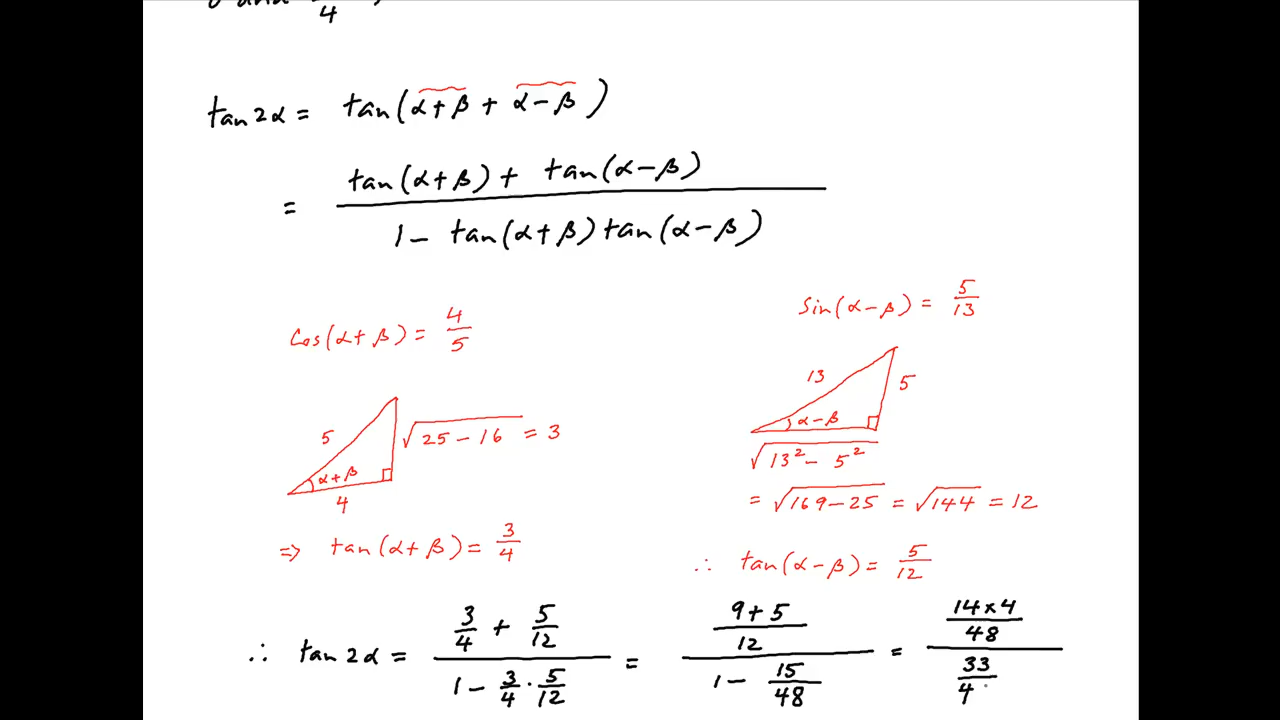 4
tan 2α = tan(α+β + α−β)
= tan(α+β) + tan(α−β) / 1 − tan(α+β) tan(α−β)
Cos(α+β) = 4/5
5
α+β
4
√25−16 = 3
⇒ tan(α+β) = 3/4
Sin(α−β) = 5/13
13
5
α−β
√13² − 5²
= √169−25 = √144 = 12
∴ tan(α−β) = 5/12
∴ tan 2α = (3/4 + 5/12) / (1 − 3/4 · 5/12) = ((9+5)/12) / (1 − 15/48) = ((14×4)/48) / (33/4